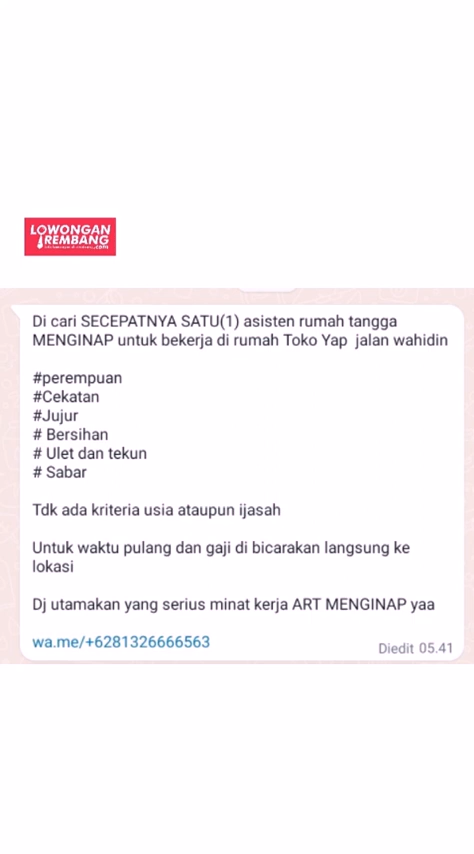 LOWONGAN
REMBANG
.com
Di cari SECEPATNYA SATU(1) asisten rumah tangga
MENGINAP untuk bekerja di rumah Toko Yap jalan wahidin
#perempuan
#Cekatan
#Jujur
# Bersihan
# Ulet dan tekun
# Sabar
Tdk ada kriteria usia ataupun ijasah
Untuk waktu pulang dan gaji di bicarakan langsung ke
lokasi
Dj utamakan yang serius minat kerja ART MENGINAP yaa
wa.me/+6281326666563
Diedit 05.41